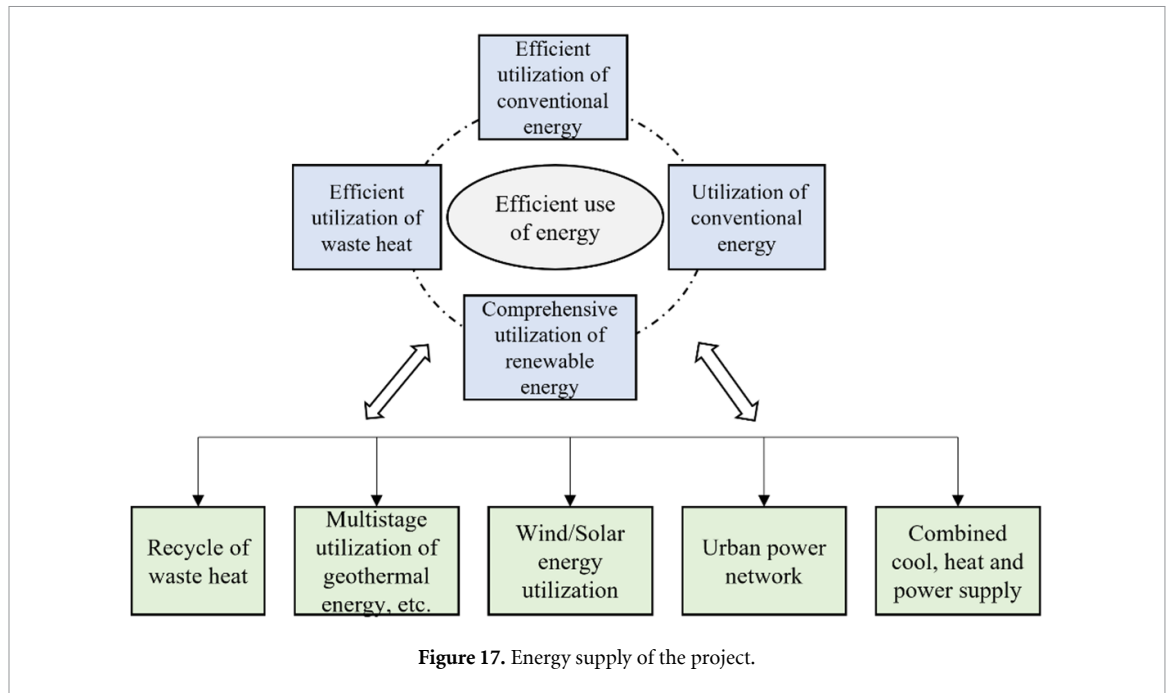 Efficient
utilization of
conventional
energy
Efficient
utilization of
waste heat
Efficient use
of energy
Utilization of
conventional
energy
Comprehensive
utilization of
renewable
energy
Recycle of
waste heat
Multistage
utilization of
geothermal
energy, etc.
Wind/Solar
energy
utilization
Urban power
network
Combined
cool, heat and
power supply
Figure 17. Energy supply of the project.